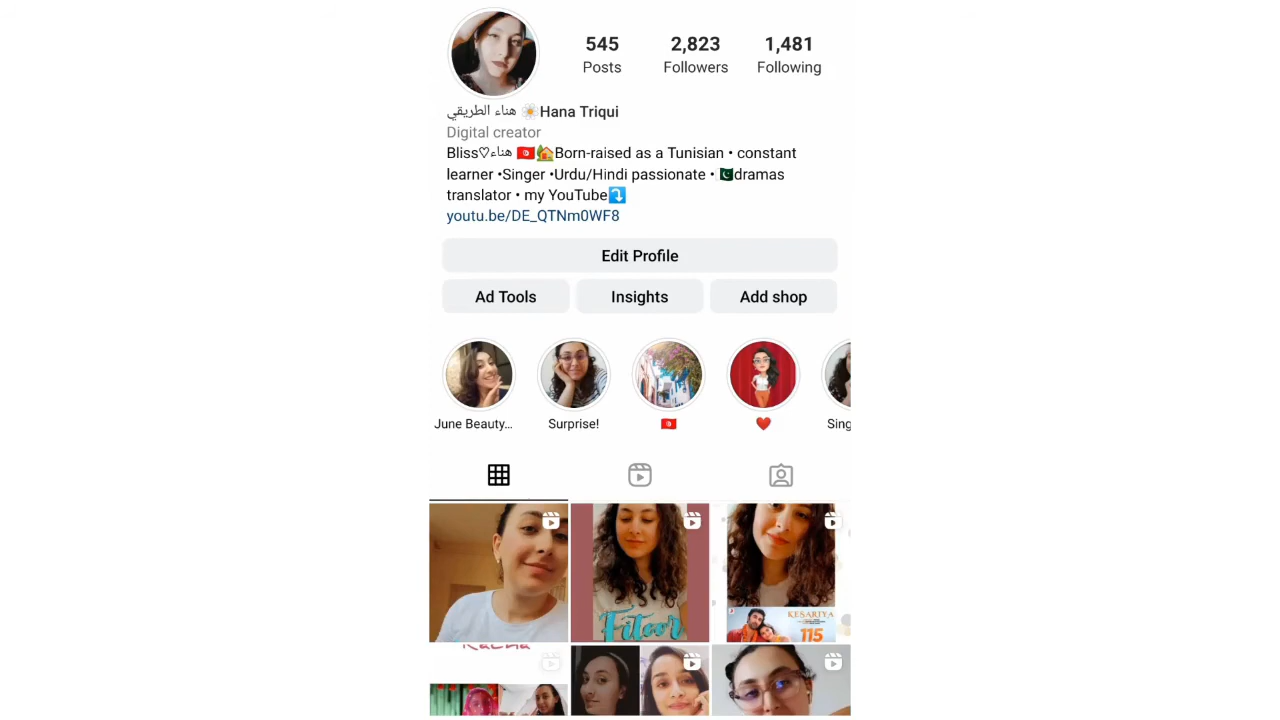 545
2,823
1,481
Posts
Followers
Following
هناء الطريقي 🌼Hana Triqui
Digital creator
Bliss♡هناء 🇹🇳🏡Born-raised as a Tunisian • constant
learner •Singer •Urdu/Hindi passionate • 🇵🇰dramas
translator • my YouTube⤵️
youtu.be/DE_QTNm0WF8
Edit Profile
Ad Tools
Insights
Add shop
June Beauty...
Surprise!
🇹🇳
❤️
Sing
Fitoor
KESARIYA
115